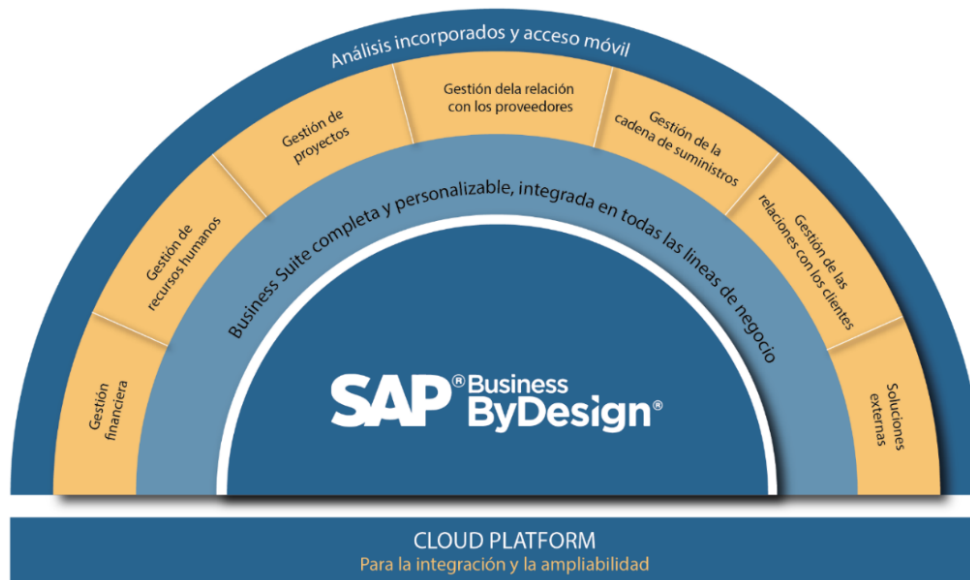 Análisis incorporados y acceso móvil
Gestión
financiera
Gestión de
recursos humanos
Gestión de
proyectos
Gestión dela relación
con los proveedores
Gestión de la
cadena de suministros
Gestión de las
relaciones con los clientes
Soluciones
externas
Business Suite completa y personalizable, integrada en todas las lineas de negocio
SAP® Business
ByDesign®
CLOUD PLATFORM
Para la integración y la ampliabilidad